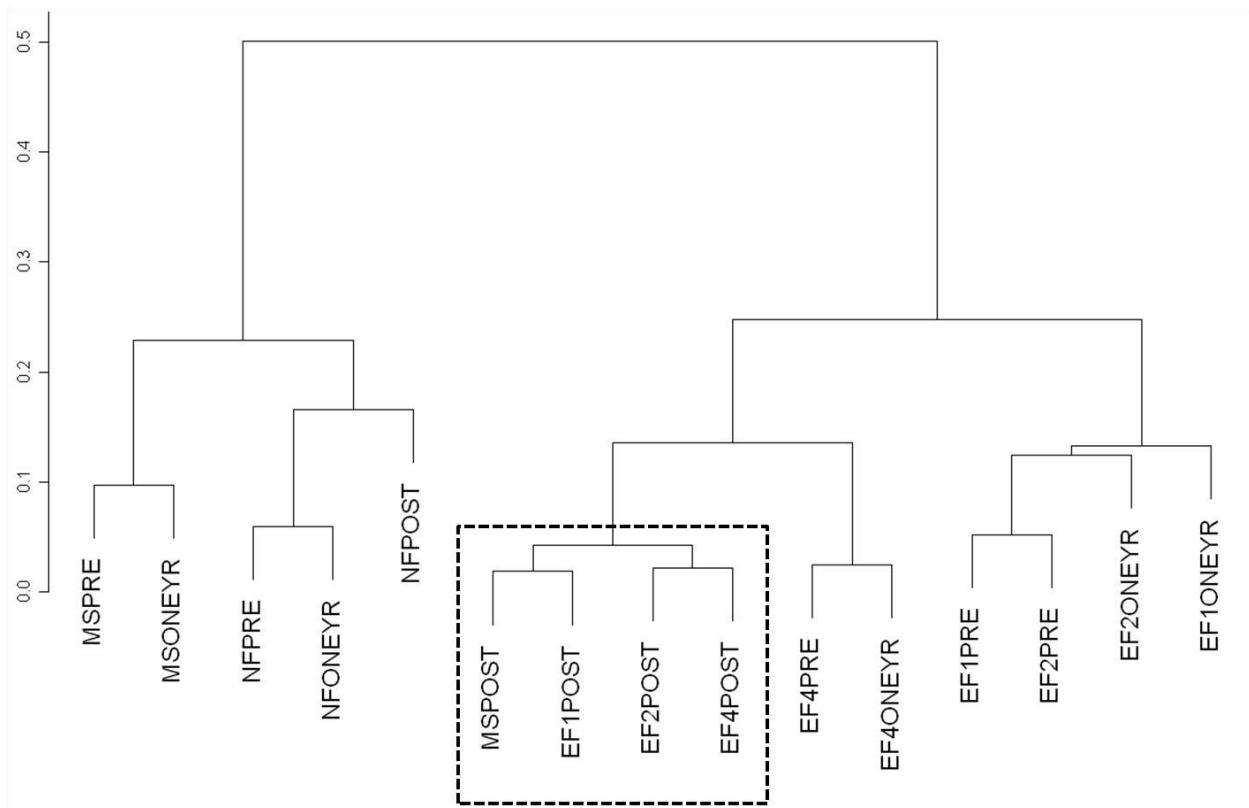 0.5
0.4
0.3
0.2
0.1
0.0
MSPRE
MSONEYR
NFPRE
NFONEYR
NFPOST
MSPOST
EF1POST
EF2POST
EF4POST
EF4PRE
EF4ONEYR
EF1PRE
EF2PRE
EF2ONEYR
EF1ONEYR